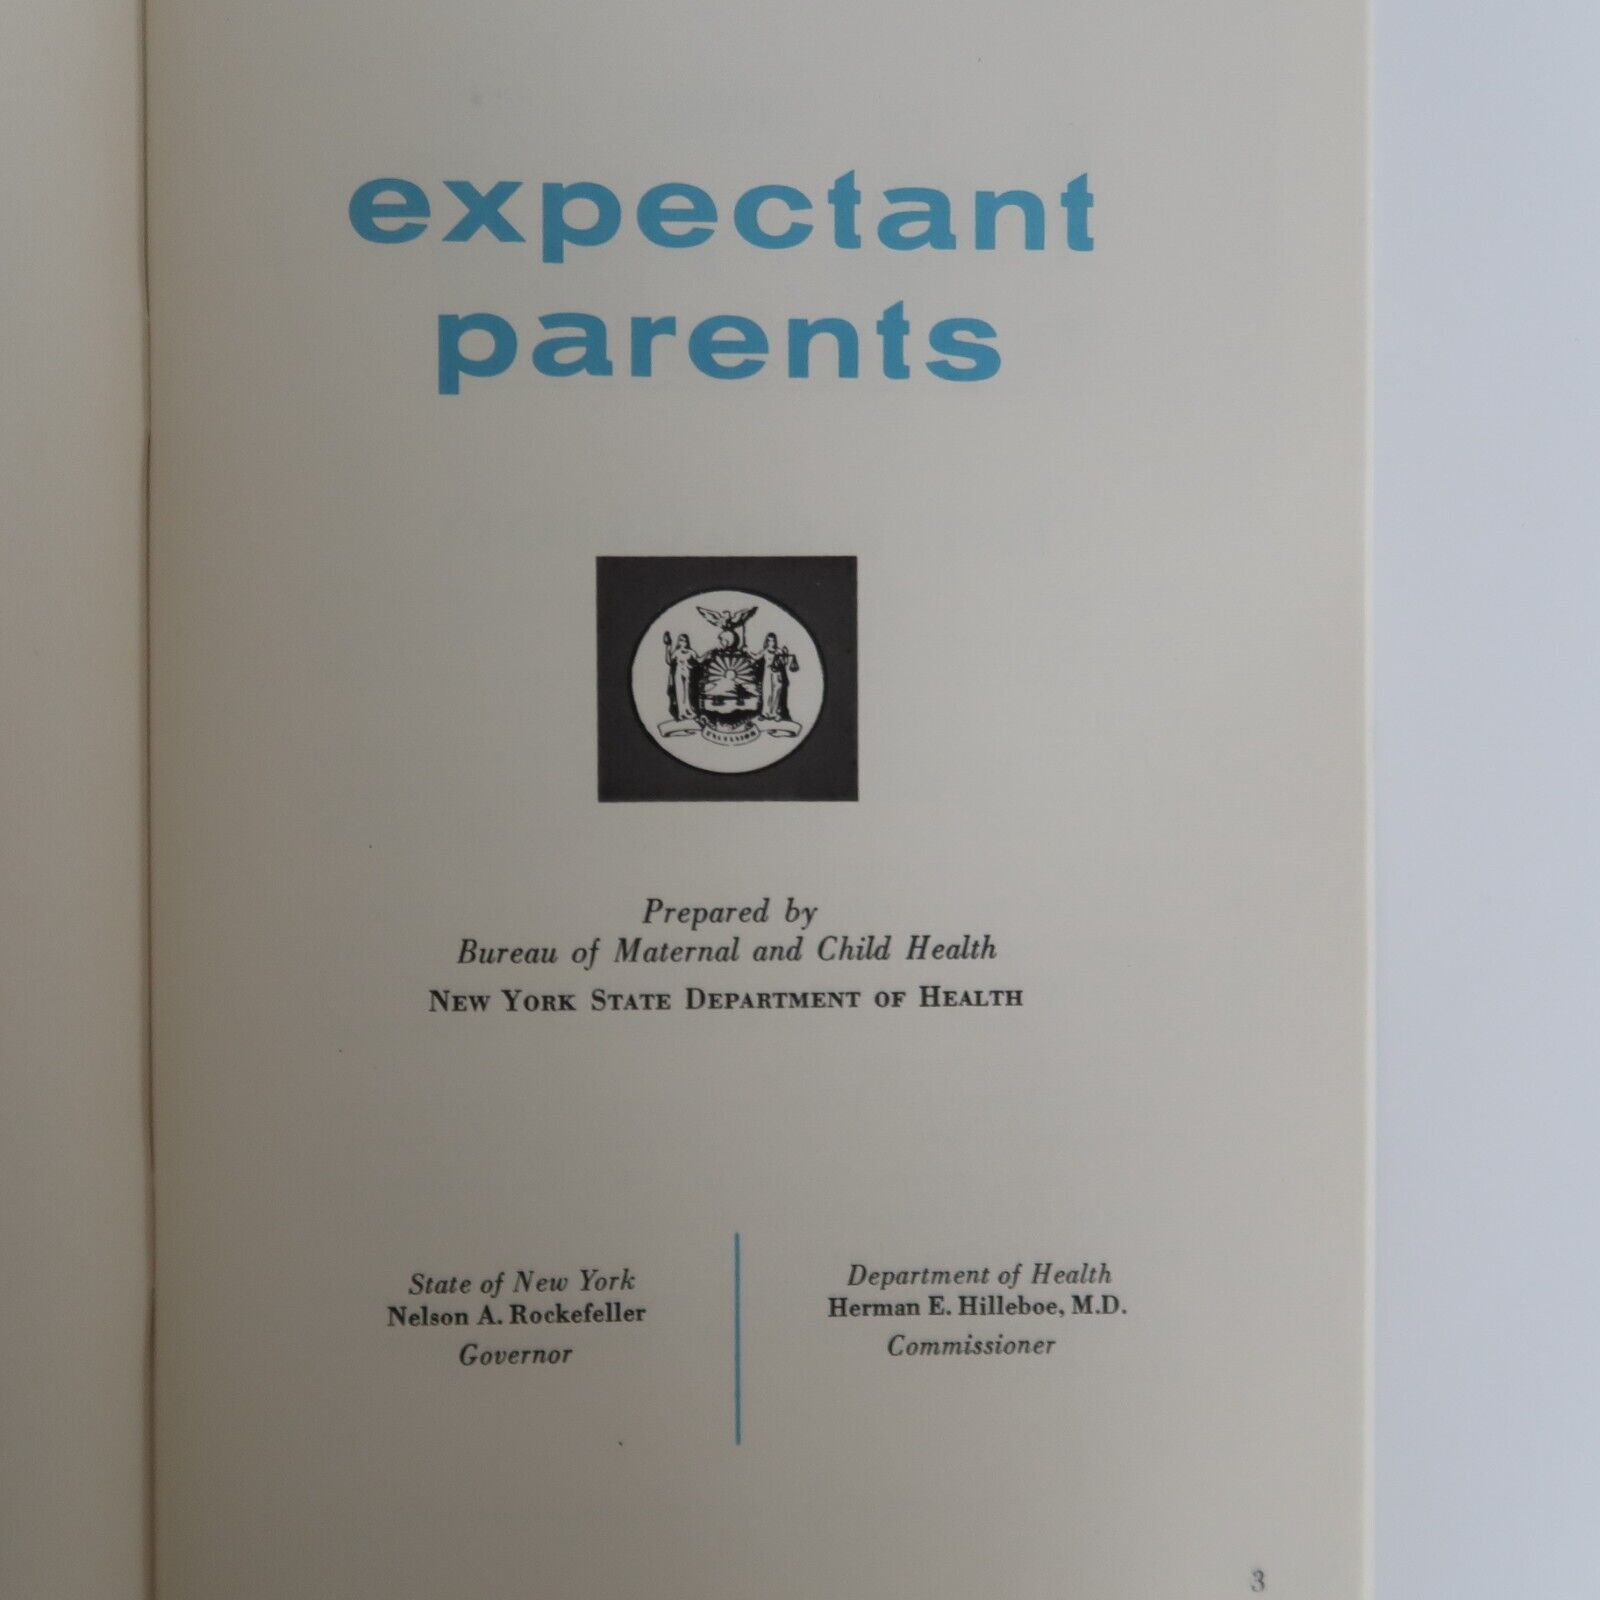 expectant
parents
EXCELSIOR
Prepared by
Bureau of Maternal and Child Health
NEW YORK STATE DEPARTMENT OF HEALTH
State of New York
Nelson A. Rockefeller
Governor
Department of Health
Herman E. Hilleboe, M.D.
Commissioner
3